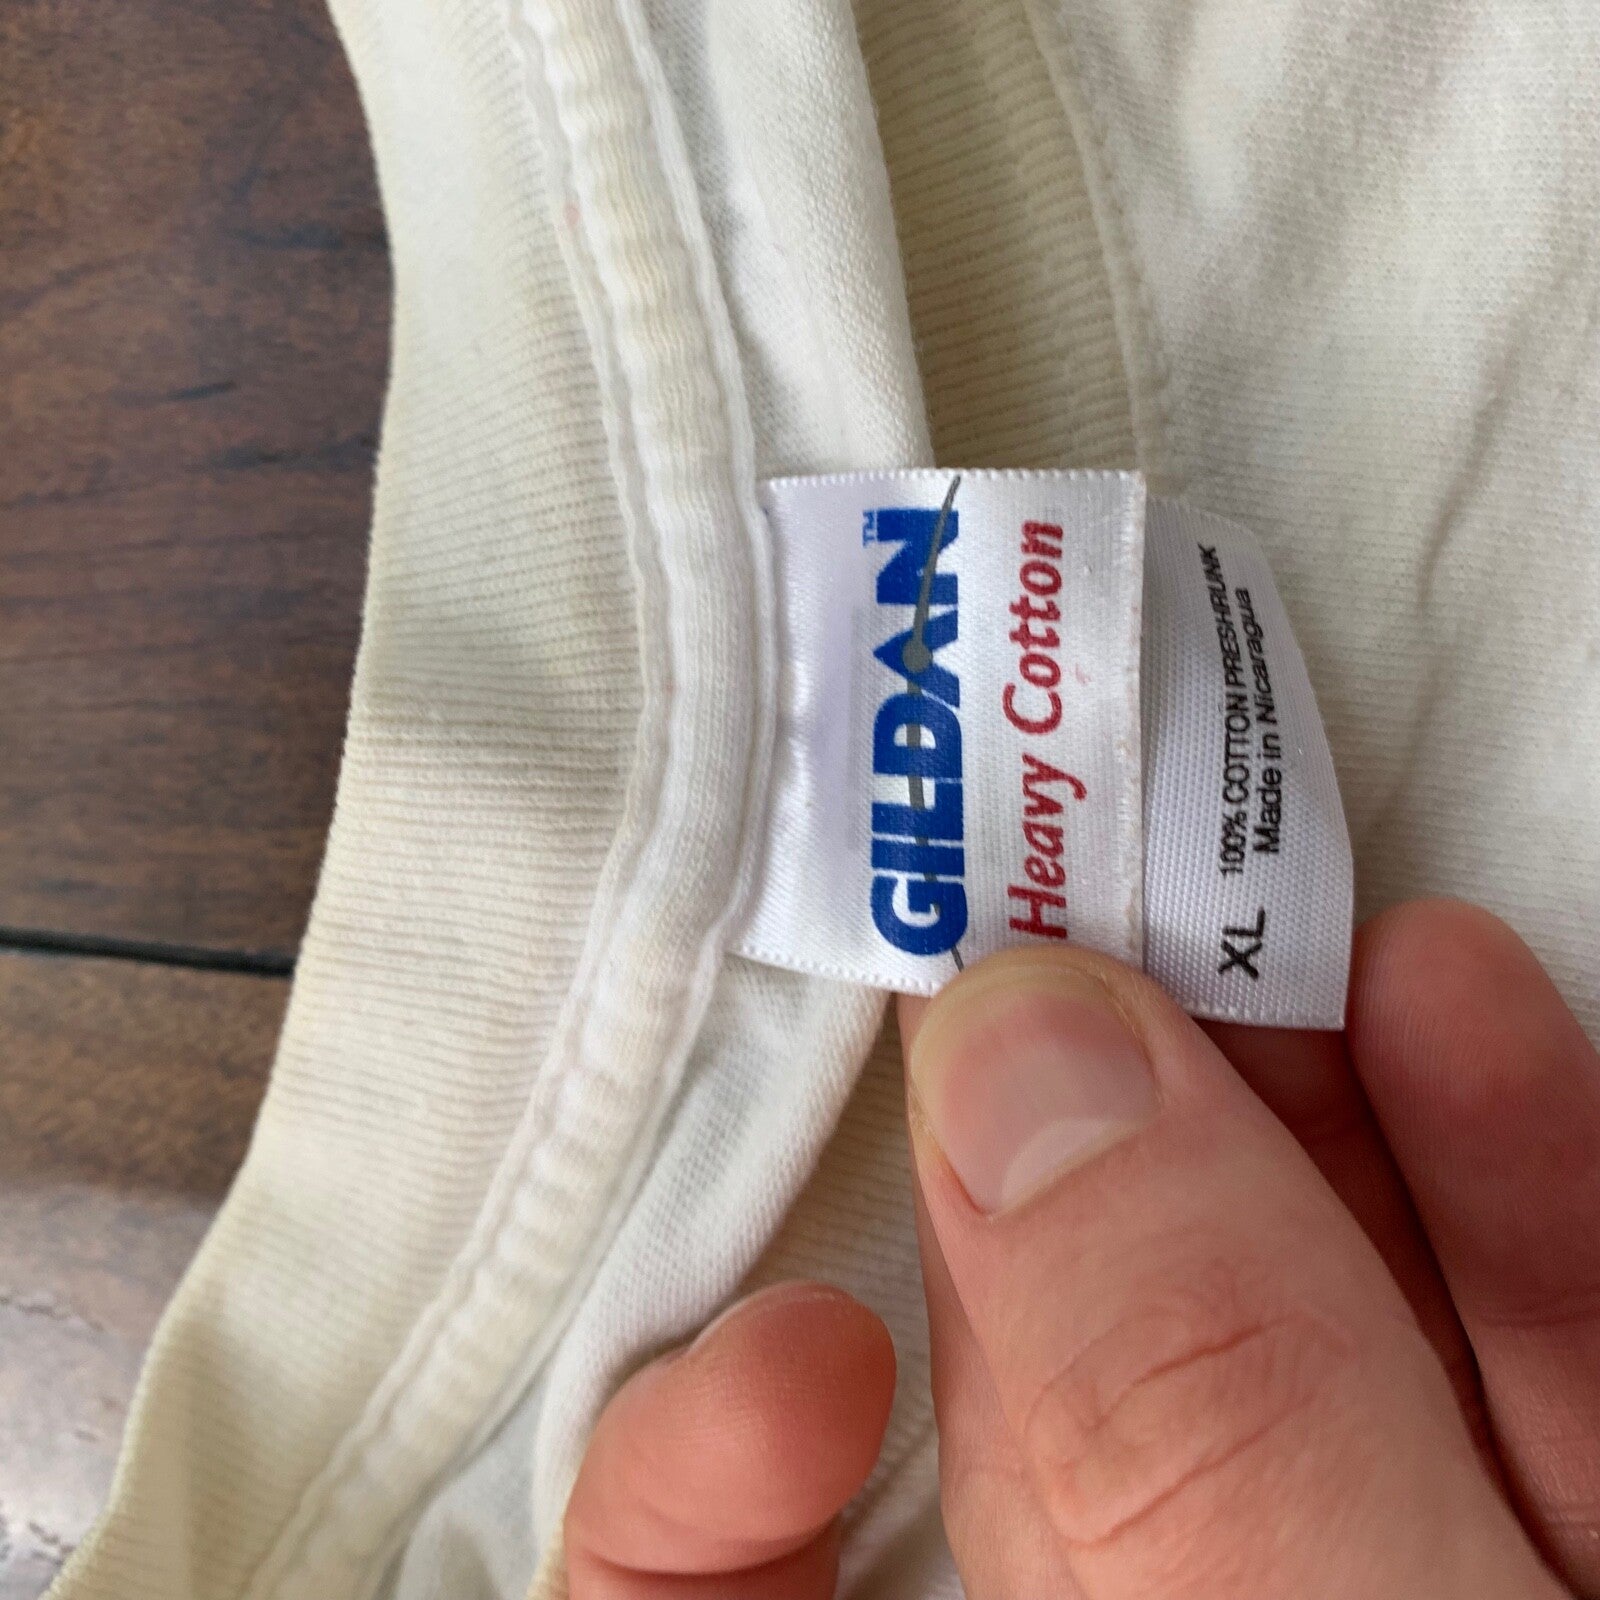 GILDAN™
Heavy Cotton
100% COTTON PRESHRUNK
XL Made in Nicaragua